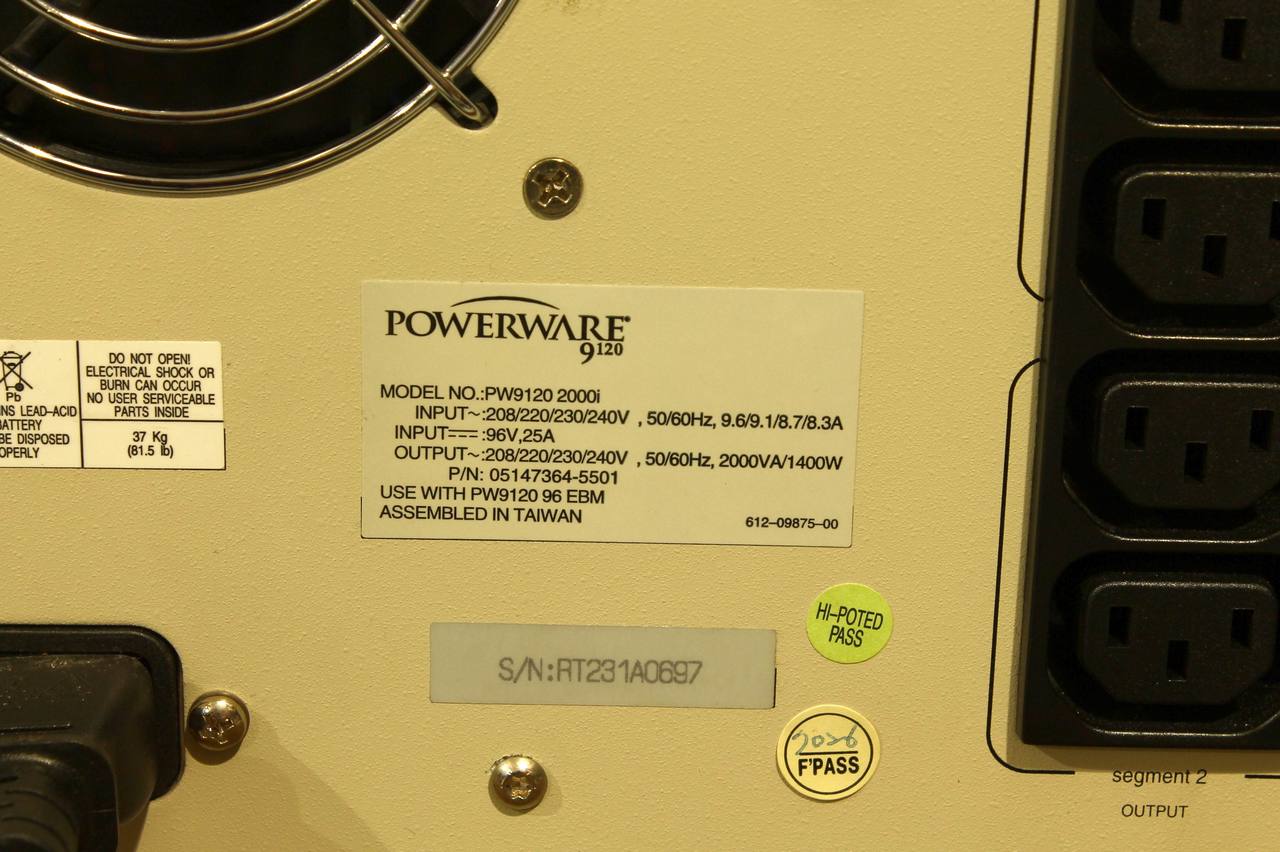 POWERWARE
9120
MODEL NO.:PW9120 2000i
INPUT~:208/220/230/240V , 50/60Hz, 9.6/9.1/8.7/8.3A
INPUT⎓:96V,25A
OUTPUT~:208/220/230/240V , 50/60Hz, 2000VA/1400W
P/N: 05147364-5501
USE WITH PW9120 96 EBM
ASSEMBLED IN TAIWAN
612-09875-00
Pb
LEAD-ACID
BE DISPOSED
DO NOT OPEN!
ELECTRICAL SHOCK OR
BURN CAN OCCUR
NO USER SERVICEABLE
PARTS INSIDE
37 Kg
(81.5 lb)
HI-POTED
PASS
S/N:RT231A0697
F'PASS
segment 2
OUTPUT